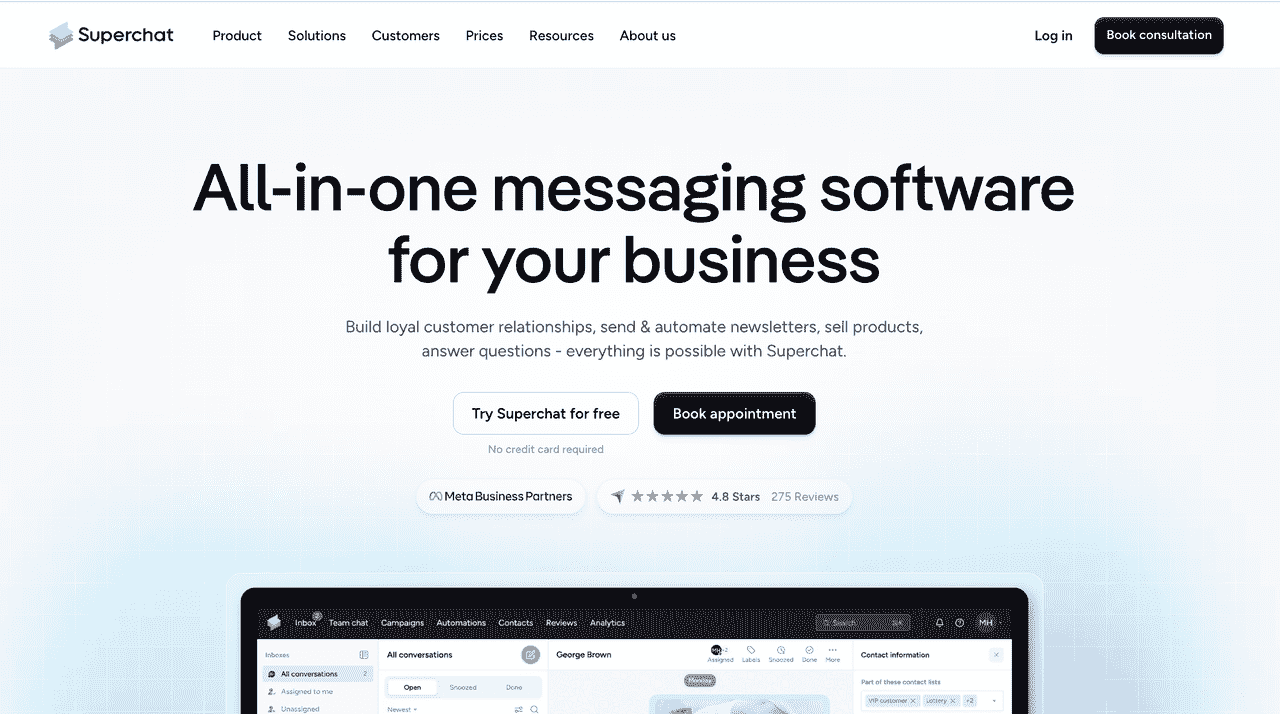 Superchat Product Solutions Customers Prices Resources About us Log in Book consultation
All-in-one messaging software
for your business
Build loyal customer relationships, send & automate newsletters, sell products,
answer questions - everything is possible with Superchat.
Try Superchat for free Book appointment
No credit card required
Meta Business Partners 4.8 Stars 275 Reviews
Inbox Team chat Campaigns Automations Contacts Reviews Analytics Search MH
Inboxes All conversations George Brown Assigned Labels Snoozed Done More Contact information
All conversations 2 Open Snoozed Done Monday Part of these contact lists
Assigned to me VIP customer Lottery +2
Unassigned Newest